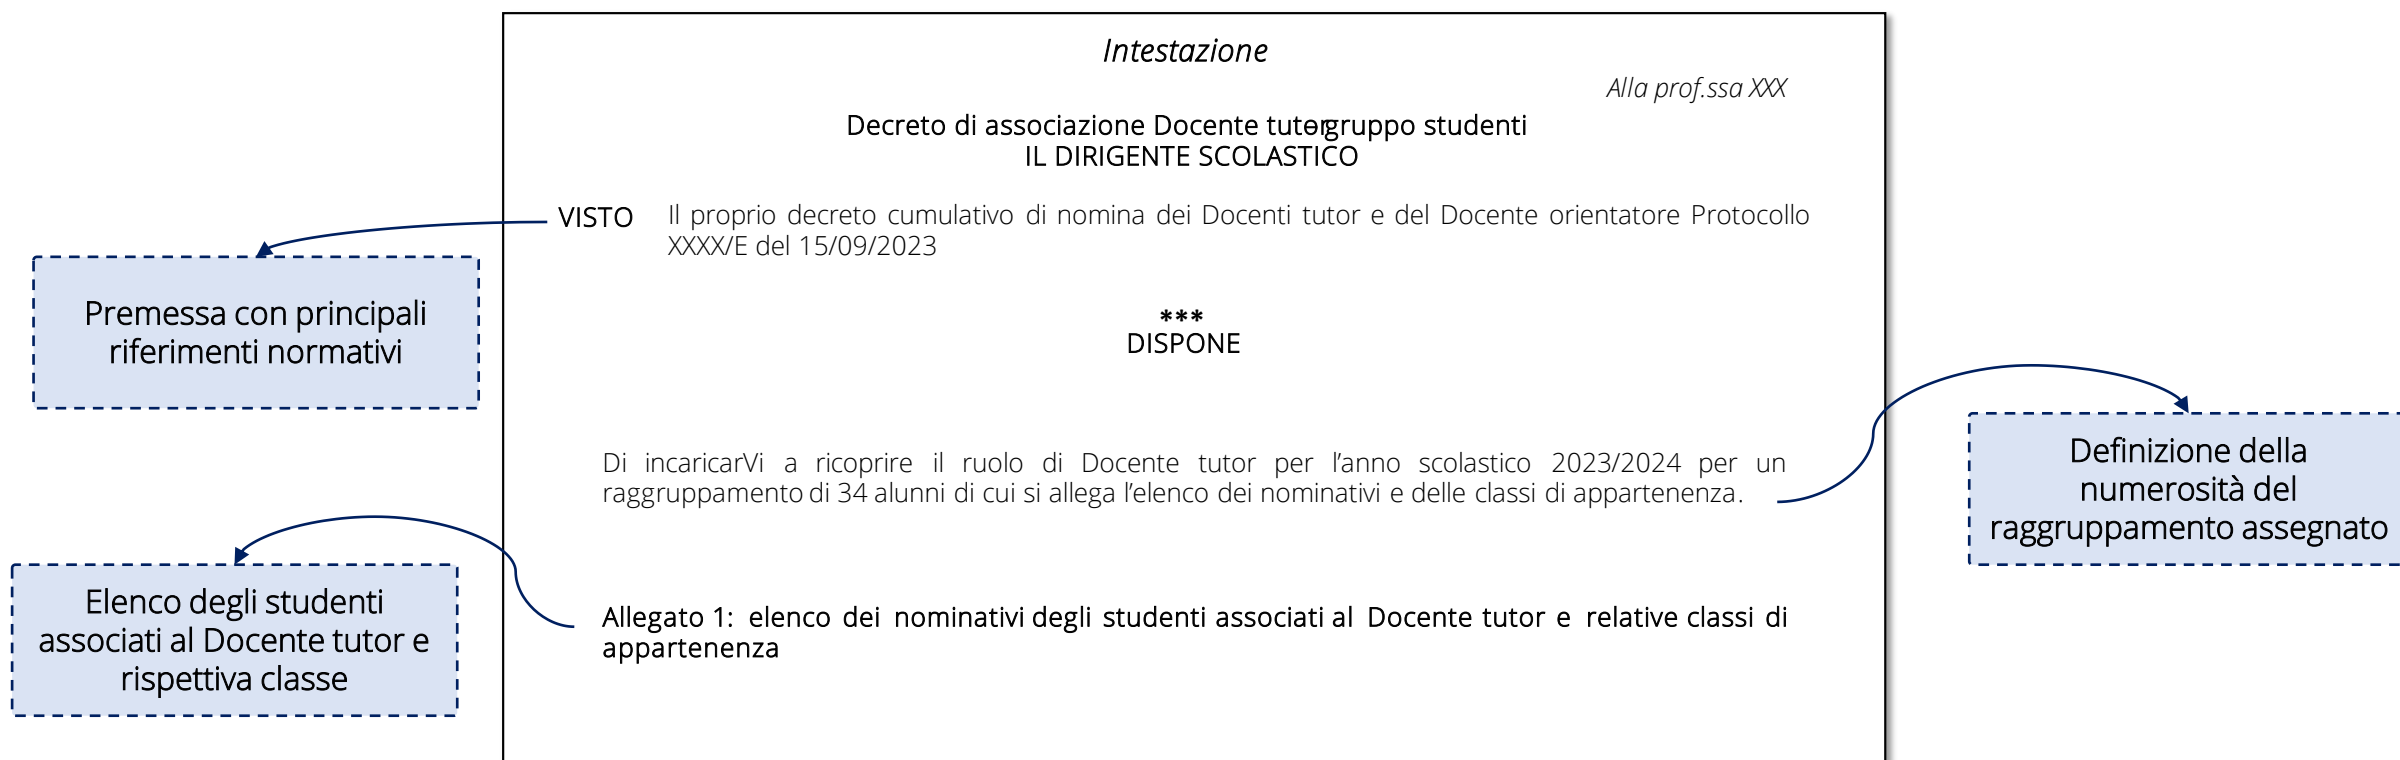 Intestazione
Alla prof.ssa XXX
Decreto di associazione Docente tutor-gruppo studenti
IL DIRIGENTE SCOLASTICO
VISTO Il proprio decreto cumulativo di nomina dei Docenti tutor e del Docente orientatore Protocollo
XXXX/E del 15/09/2023
Premessa con principali
riferimenti normativi
***
DISPONE
Di incaricarVi a ricoprire il ruolo di Docente tutor per l’anno scolastico 2023/2024 per un
raggruppamento di 34 alunni di cui si allega l’elenco dei nominativi e delle classi di appartenenza.
Definizione della
numerosità del
raggruppamento assegnato
Elenco degli studenti
associati al Docente tutor e
rispettiva classe
Allegato 1: elenco dei nominativi degli studenti associati al Docente tutor e relative classi di
appartenenza